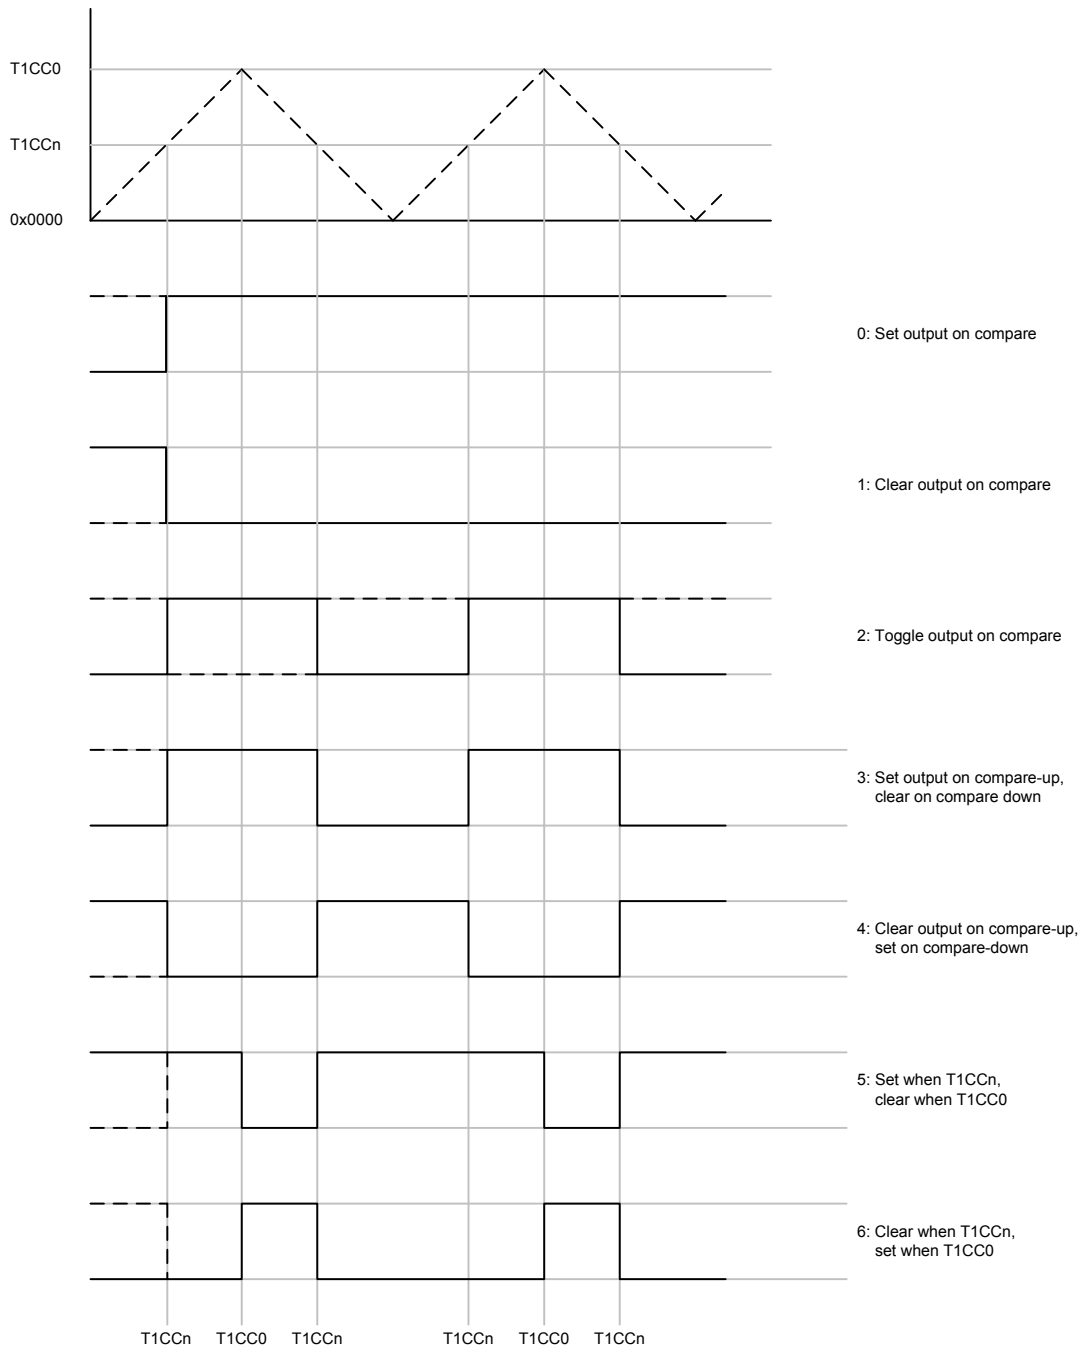 T1CC0
T1CCn
0x0000
0: Set output on compare
1: Clear output on compare
2: Toggle output on compare
3: Set output on compare-up,
clear on compare down
4: Clear output on compare-up,
set on compare-down
5: Set when T1CCn,
clear when T1CC0
6: Clear when T1CCn,
set when T1CC0
T1CCn T1CC0 T1CCn T1CCn T1CC0 T1CCn